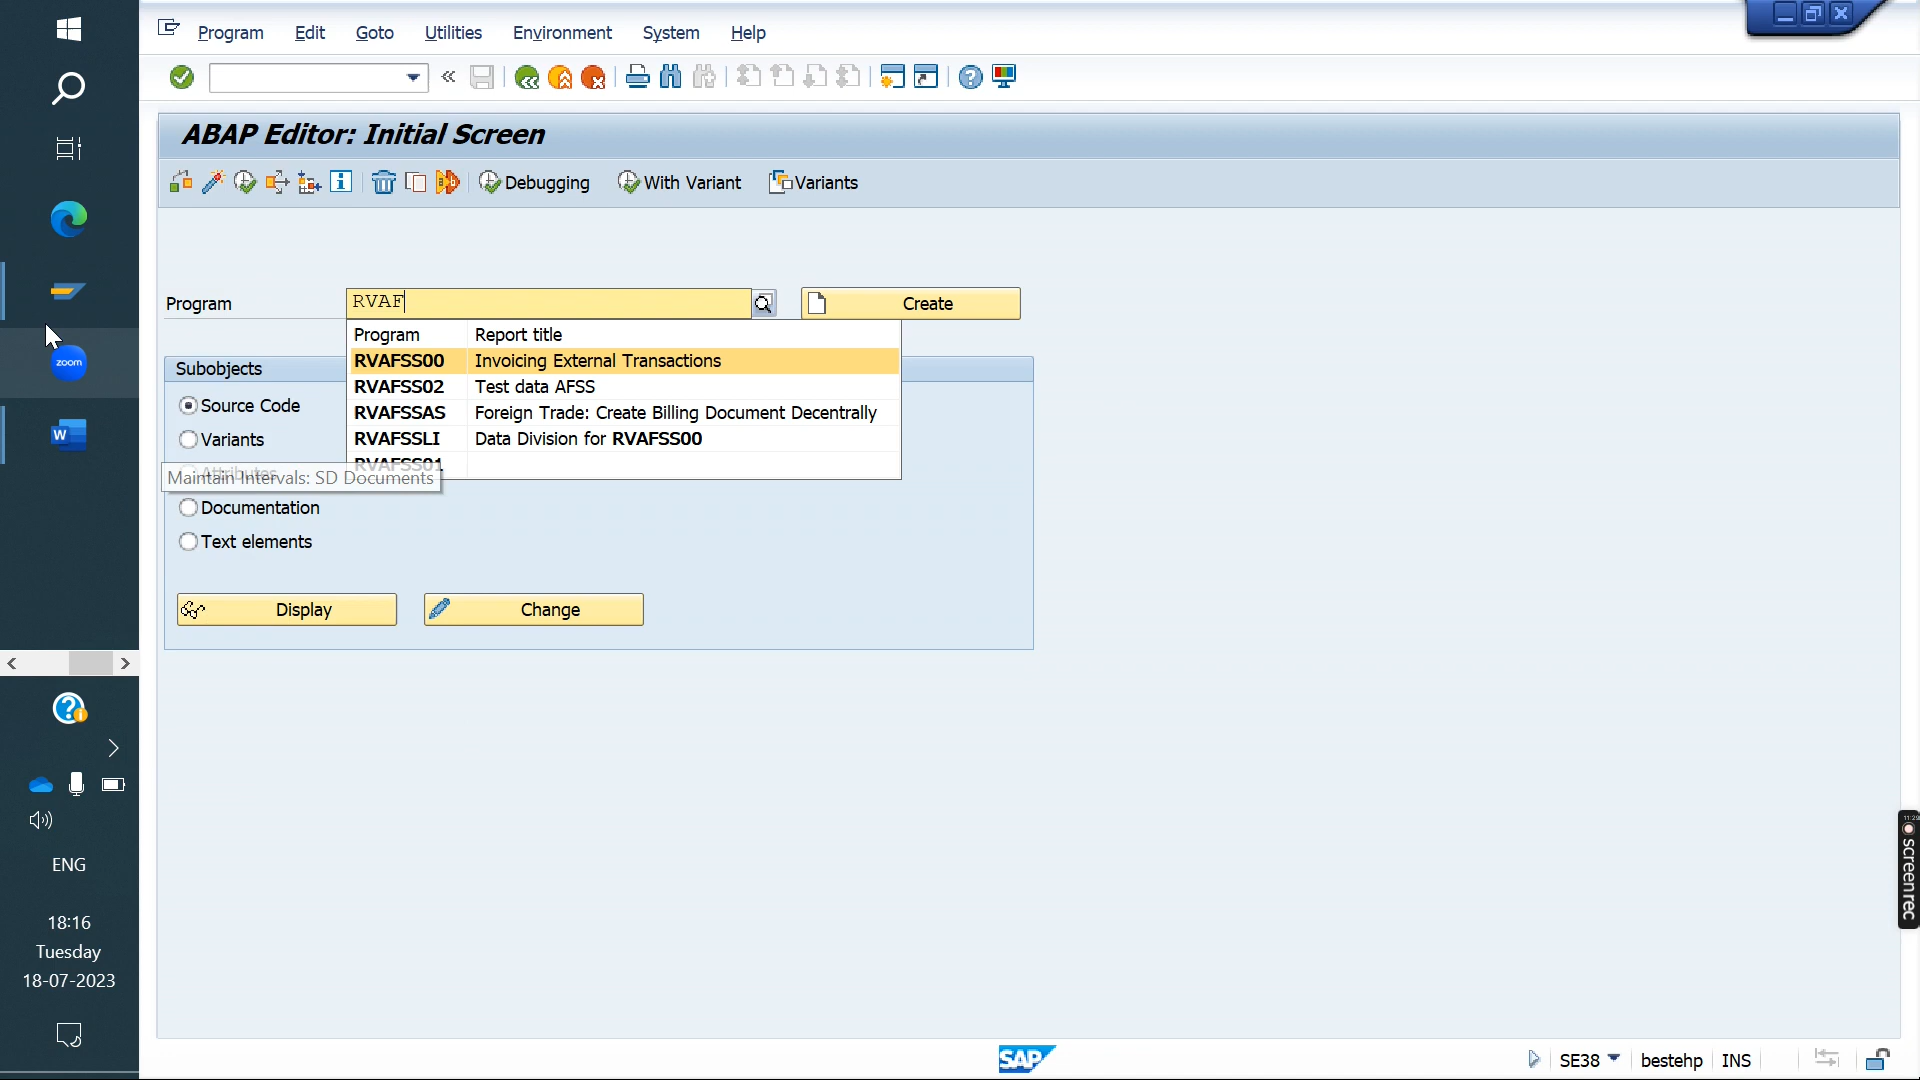 Program Edit Goto Utilities Environment System Help
ABAP Editor: Initial Screen
Debugging With Variant Variants
Program RVAF Create
Program Report title
RVAFSS00 Invoicing External Transactions
RVAFSS02 Test data AFSS
RVAFSSAS Foreign Trade: Create Billing Document Decentrally
RVAFSSLI Data Division for RVAFSS00
RVAFSS01
Subobjects
Source Code
Variants
Attributes
Maintain Intervals: SD Documents
Documentation
Text elements
Display Change
zoom
W
ENG
18:16
Tuesday
18-07-2023
screenrec
SAP
SE38 bestehp INS